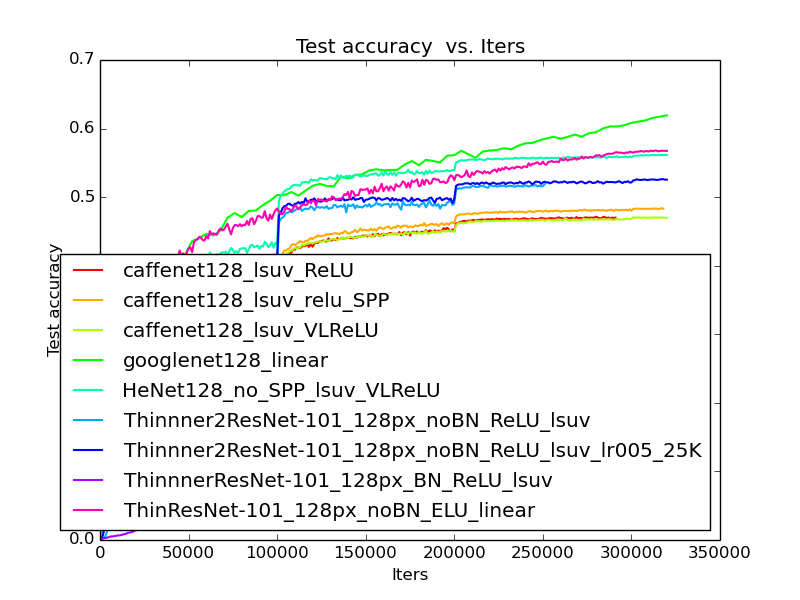 Test accuracy  vs. Iters
0.7
0.6
0.5
Test accuracy
caffenet128_lsuv_ReLU
caffenet128_lsuv_relu_SPP
caffenet128_lsuv_VLReLU
googlenet128_linear
HeNet128_no_SPP_lsuv_VLReLU
Thinnner2ResNet-101_128px_noBN_ReLU_lsuv
Thinnner2ResNet-101_128px_noBN_ReLU_lsuv_lr005_25K
ThinnnerResNet-101_128px_BN_ReLU_lsuv
ThinResNet-101_128px_noBN_ELU_linear
0.0
0 50000 100000 150000 200000 250000 300000 350000
Iters